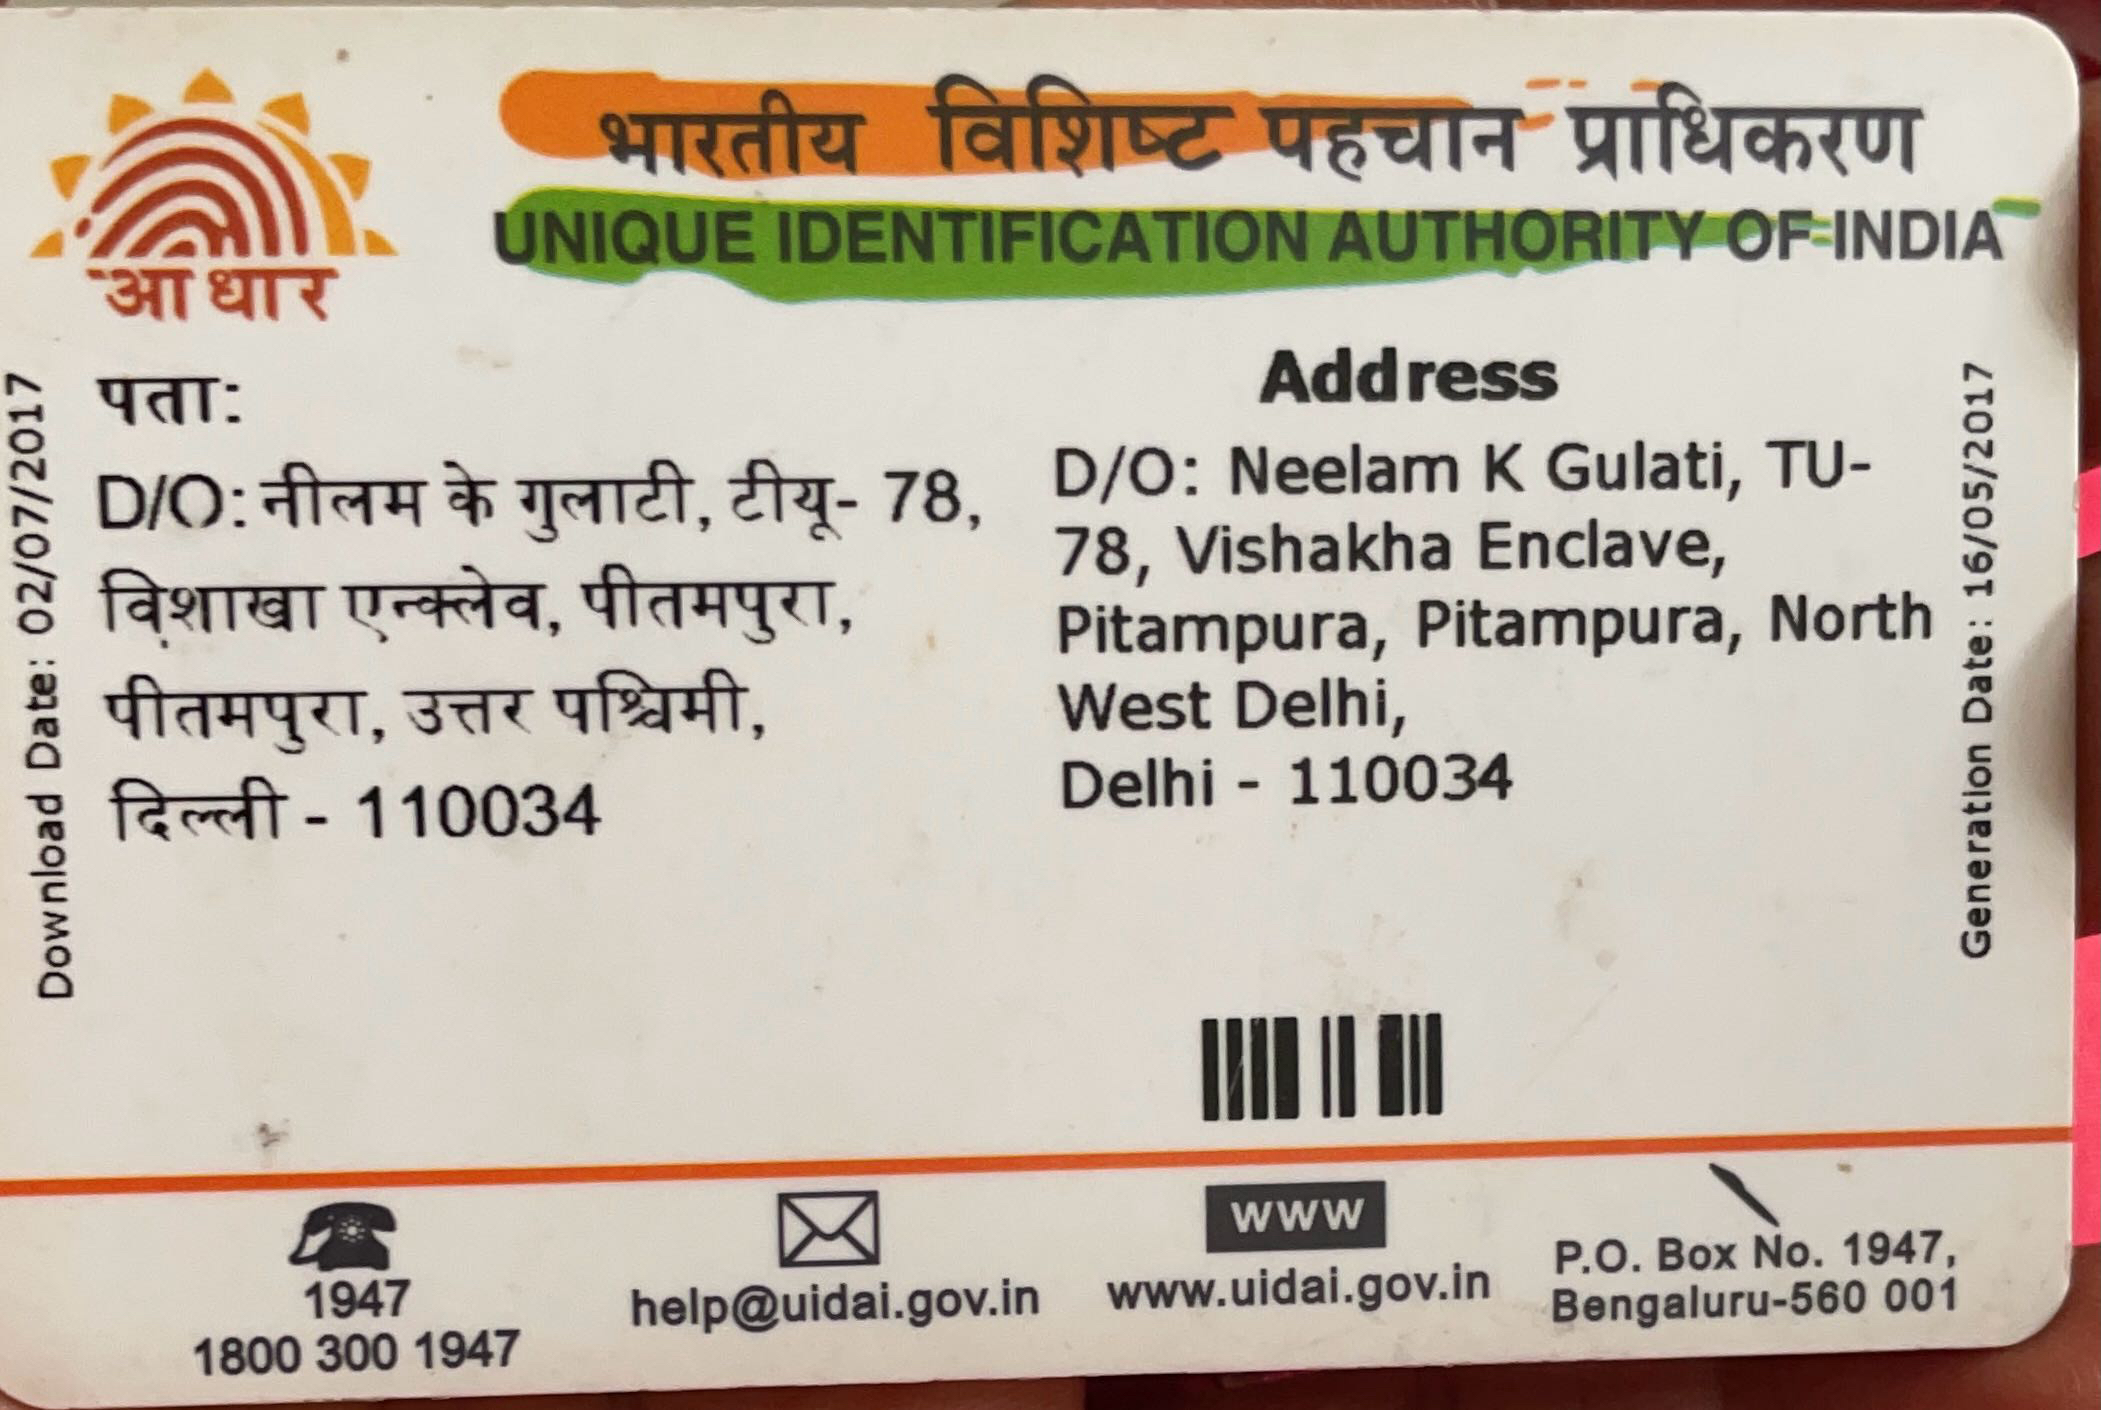 भारतीय विशिष्ट पहचान प्राधिकरण
UNIQUE IDENTIFICATION AUTHORITY OF INDIA
आधार
Download Date: 02/07/2017
पता:
D/O: नीलम के गुलाटी, टीयू- 78,
विशाखा एन्क्लेव, पीतमपुरा,
पीतमपुरा, उत्तर पश्चिमी,
दिल्ली - 110034
Address
D/O: Neelam K Gulati, TU-
78, Vishakha Enclave,
Pitampura, Pitampura, North
West Delhi,
Delhi - 110034
Generation Date: 16/05/2017
1947
1800 300 1947
help@uidai.gov.in
WWW
www.uidai.gov.in
P.O. Box No. 1947,
Bengaluru-560 001